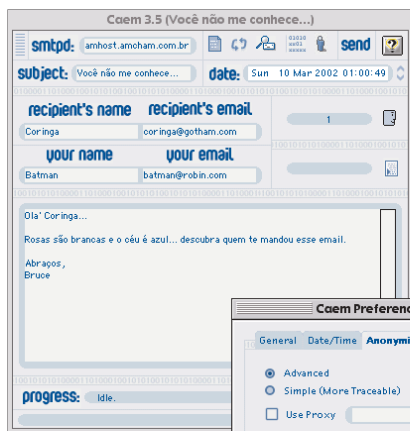 Caem 3.5 (Você não me conhece...)
smtpd: amhost.amcham.com.br send
subject: Você não me conhece... date: Sun 10 Mar 2002 01:00:49
recipient's name recipient's email
Coringa coringa@gotham.com 1
your name your email
Batman batman@robin.com
Ola' Coringa...
Rosas são brancas e o céu é azul... descubra quem te mandou esse email.
Abraços,
Bruce
Caem Preferenc
General Date/Time Anonymi
Advanced
Simple (More Traceable)
Use Proxy
progress: Idle.